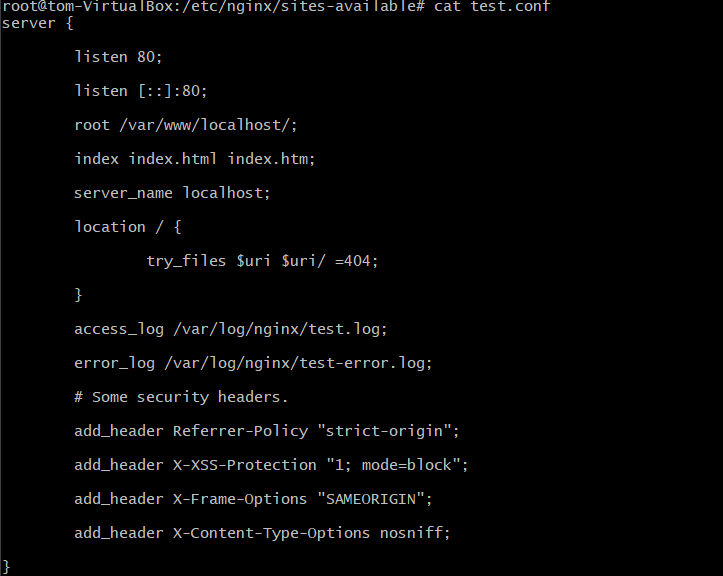 root@tom-VirtualBox:/etc/nginx/sites-available# cat test.conf
server {
listen 80;
listen [::]:80;
root /var/www/localhost/;
index index.html index.htm;
server_name localhost;
location / {
try_files $uri $uri/ =404;
}
access_log /var/log/nginx/test.log;
error_log /var/log/nginx/test-error.log;
# Some security headers.
add_header Referrer-Policy "strict-origin";
add_header X-XSS-Protection "1; mode=block";
add_header X-Frame-Options "SAMEORIGIN";
add_header X-Content-Type-Options nosniff;
}